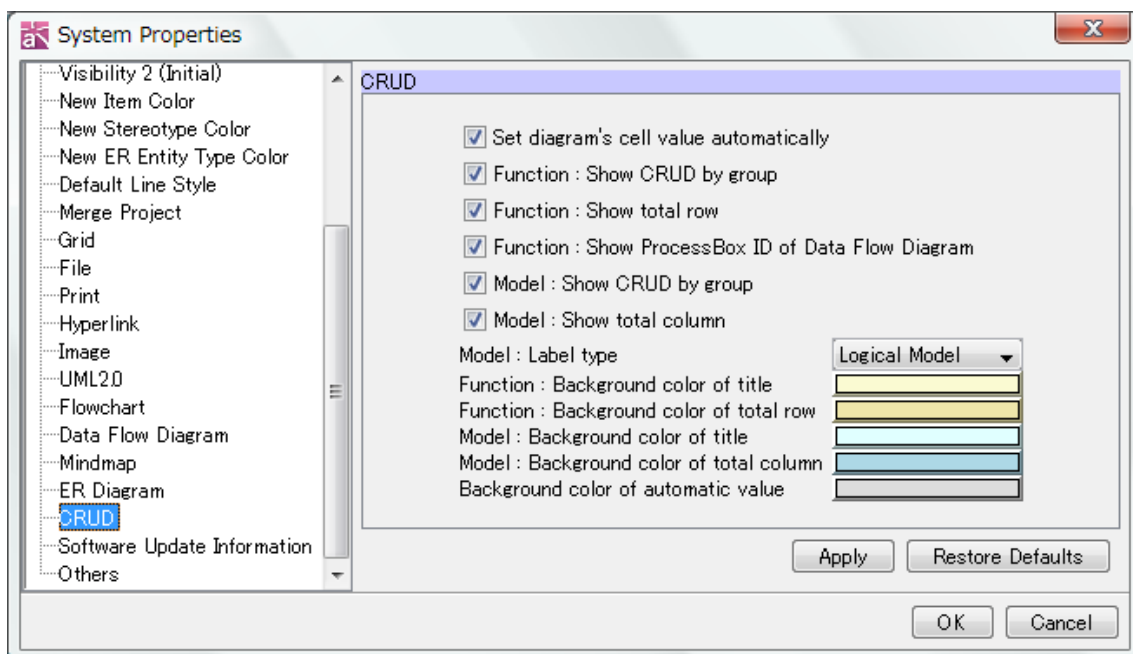 System Properties
Visibility 2 (Initial)
New Item Color
New Stereotype Color
New ER Entity Type Color
Default Line Style
Merge Project
Grid
File
Print
Hyperlink
Image
UML2.0
Flowchart
Data Flow Diagram
Mindmap
ER Diagram
CRUD
Software Update Information
Others
CRUD
Set diagram's cell value automatically
Function : Show CRUD by group
Function : Show total row
Function : Show ProcessBox ID of Data Flow Diagram
Model : Show CRUD by group
Model : Show total column
Model : Label type Logical Model
Function : Background color of title
Function : Background color of total row
Model : Background color of title
Model : Background color of total column
Background color of automatic value
Apply Restore Defaults
OK Cancel